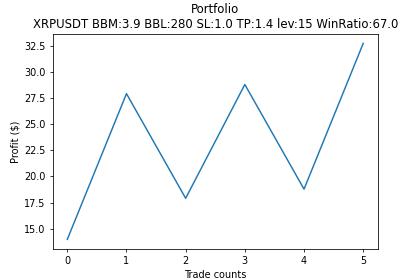 Portfolio
XRPUSDT BBM:3.9 BBL:280 SL:1.0 TP:1.4 lev:15 WinRatio:67.0
Profit ($)
32.5
30.0
27.5
25.0
22.5
20.0
17.5
15.0
0 1 2 3 4 5
Trade counts